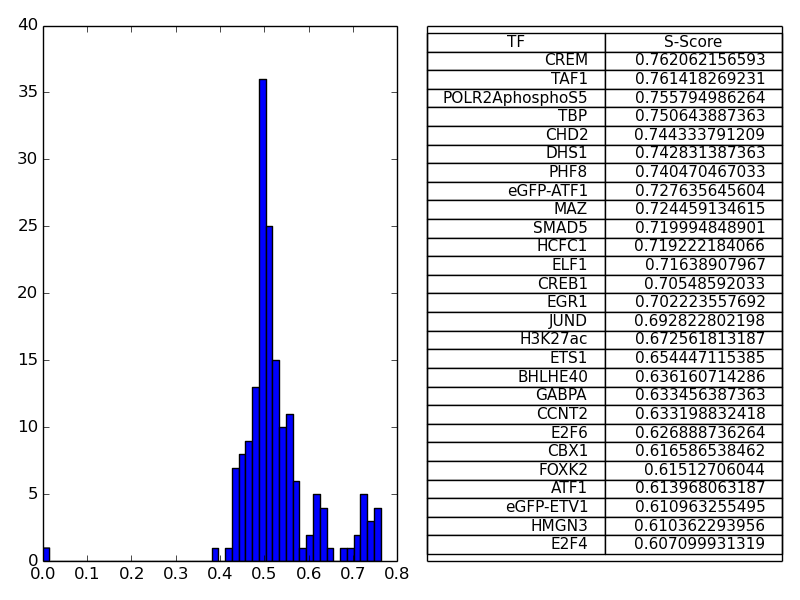 40
35
30
25
20
15
10
5
0
0.0 0.1 0.2 0.3 0.4 0.5 0.6 0.7 0.8
TF S-Score
CREM 0.762062156593
TAF1 0.761418269231
POLR2AphosphoS5 0.755794986264
TBP 0.750643887363
CHD2 0.744333791209
DHS1 0.742831387363
PHF8 0.740470467033
eGFP-ATF1 0.727635645604
MAZ 0.724459134615
SMAD5 0.719994848901
HCFC1 0.719222184066
ELF1 0.71638907967
CREB1 0.70548592033
EGR1 0.702223557692
JUND 0.692822802198
H3K27ac 0.672561813187
ETS1 0.654447115385
BHLHE40 0.636160714286
GABPA 0.633456387363
CCNT2 0.633198832418
E2F6 0.626888736264
CBX1 0.616586538462
FOXK2 0.61512706044
ATF1 0.613968063187
eGFP-ETV1 0.610963255495
HMGN3 0.610362293956
E2F4 0.607099931319